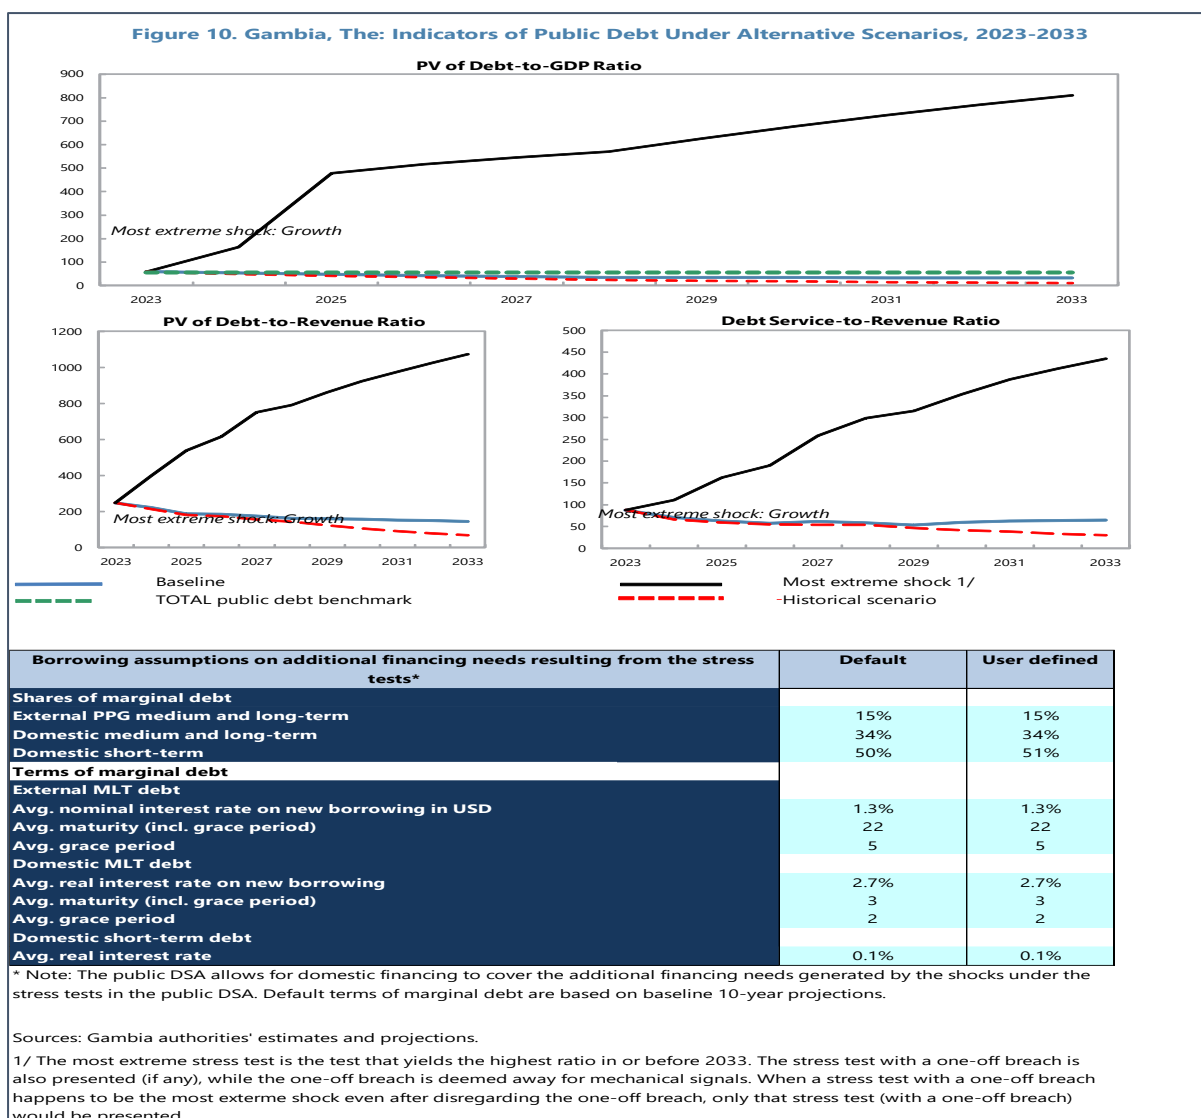 Figure 10. Gambia, The: Indicators of Public Debt Under Alternative Scenarios, 2023-2033
PV of Debt-to-GDP Ratio
900
800
700
600
500
400
300
200
100
0
Most extreme shock: Growth
2023 2025 2027 2029 2031 2033
PV of Debt-to-Revenue Ratio
1200
1000
800
600
400
200
0
Most extreme shock: Growth
2023 2025 2027 2029 2031 2033
Debt Service-to-Revenue Ratio
500
450
400
350
300
250
200
150
100
50
0
Most extreme shock: Growth
2023 2025 2027 2029 2031 2033
Baseline
TOTAL public debt benchmark
Most extreme shock 1/
-Historical scenario
Borrowing assumptions on additional financing needs resulting from the stress
tests*
Default User defined
Shares of marginal debt
External PPG medium and long-term 15% 15%
Domestic medium and long-term 34% 34%
Domestic short-term 50% 51%
Terms of marginal debt
External MLT debt
Avg. nominal interest rate on new borrowing in USD 1.3% 1.3%
Avg. maturity (incl. grace period) 22 22
Avg. grace period 5 5
Domestic MLT debt
Avg. real interest rate on new borrowing 2.7% 2.7%
Avg. maturity (incl. grace period) 3 3
Avg. grace period 2 2
Domestic short-term debt
Avg. real interest rate 0.1% 0.1%
* Note: The public DSA allows for domestic financing to cover the additional financing needs generated by the shocks under the
stress tests in the public DSA. Default terms of marginal debt are based on baseline 10-year projections.
Sources: Gambia authorities' estimates and projections.
1/ The most extreme stress test is the test that yields the highest ratio in or before 2033. The stress test with a one-off breach is
also presented (if any), while the one-off breach is deemed away for mechanical signals. When a stress test with a one-off breach
happens to be the most exterme shock even after disregarding the one-off breach, only that stress test (with a one-off breach)
would be presented.